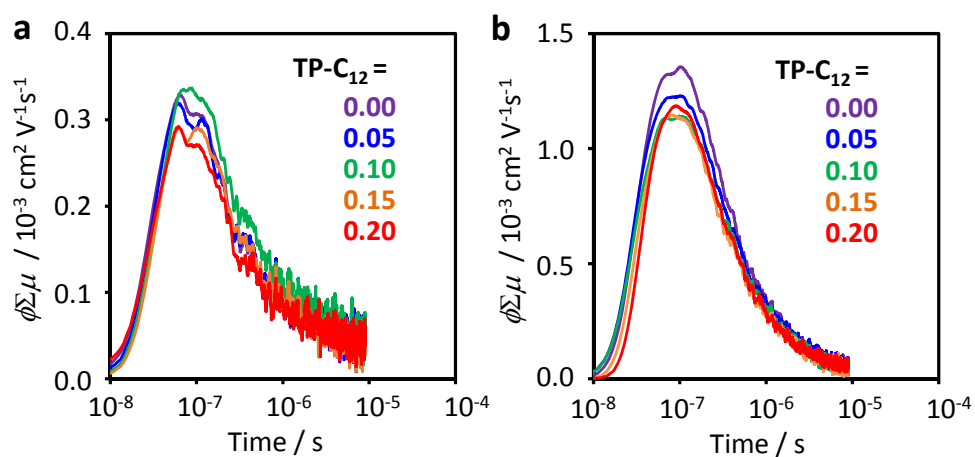 a
ϕΣμ / 10⁻³ cm² V⁻¹s⁻¹
0.4
0.3
0.2
0.1
0.0
TP-C₁₂ =
0.00
0.05
0.10
0.15
0.20
10⁻⁸ 10⁻⁷ 10⁻⁶ 10⁻⁵ 10⁻⁴
Time / s
b
ϕΣμ / 10⁻³ cm² V⁻¹s⁻¹
1.5
1.0
0.5
0.0
TP-C₁₂ =
0.00
0.05
0.10
0.15
0.20
10⁻⁸ 10⁻⁷ 10⁻⁶ 10⁻⁵ 10⁻⁴
Time / s